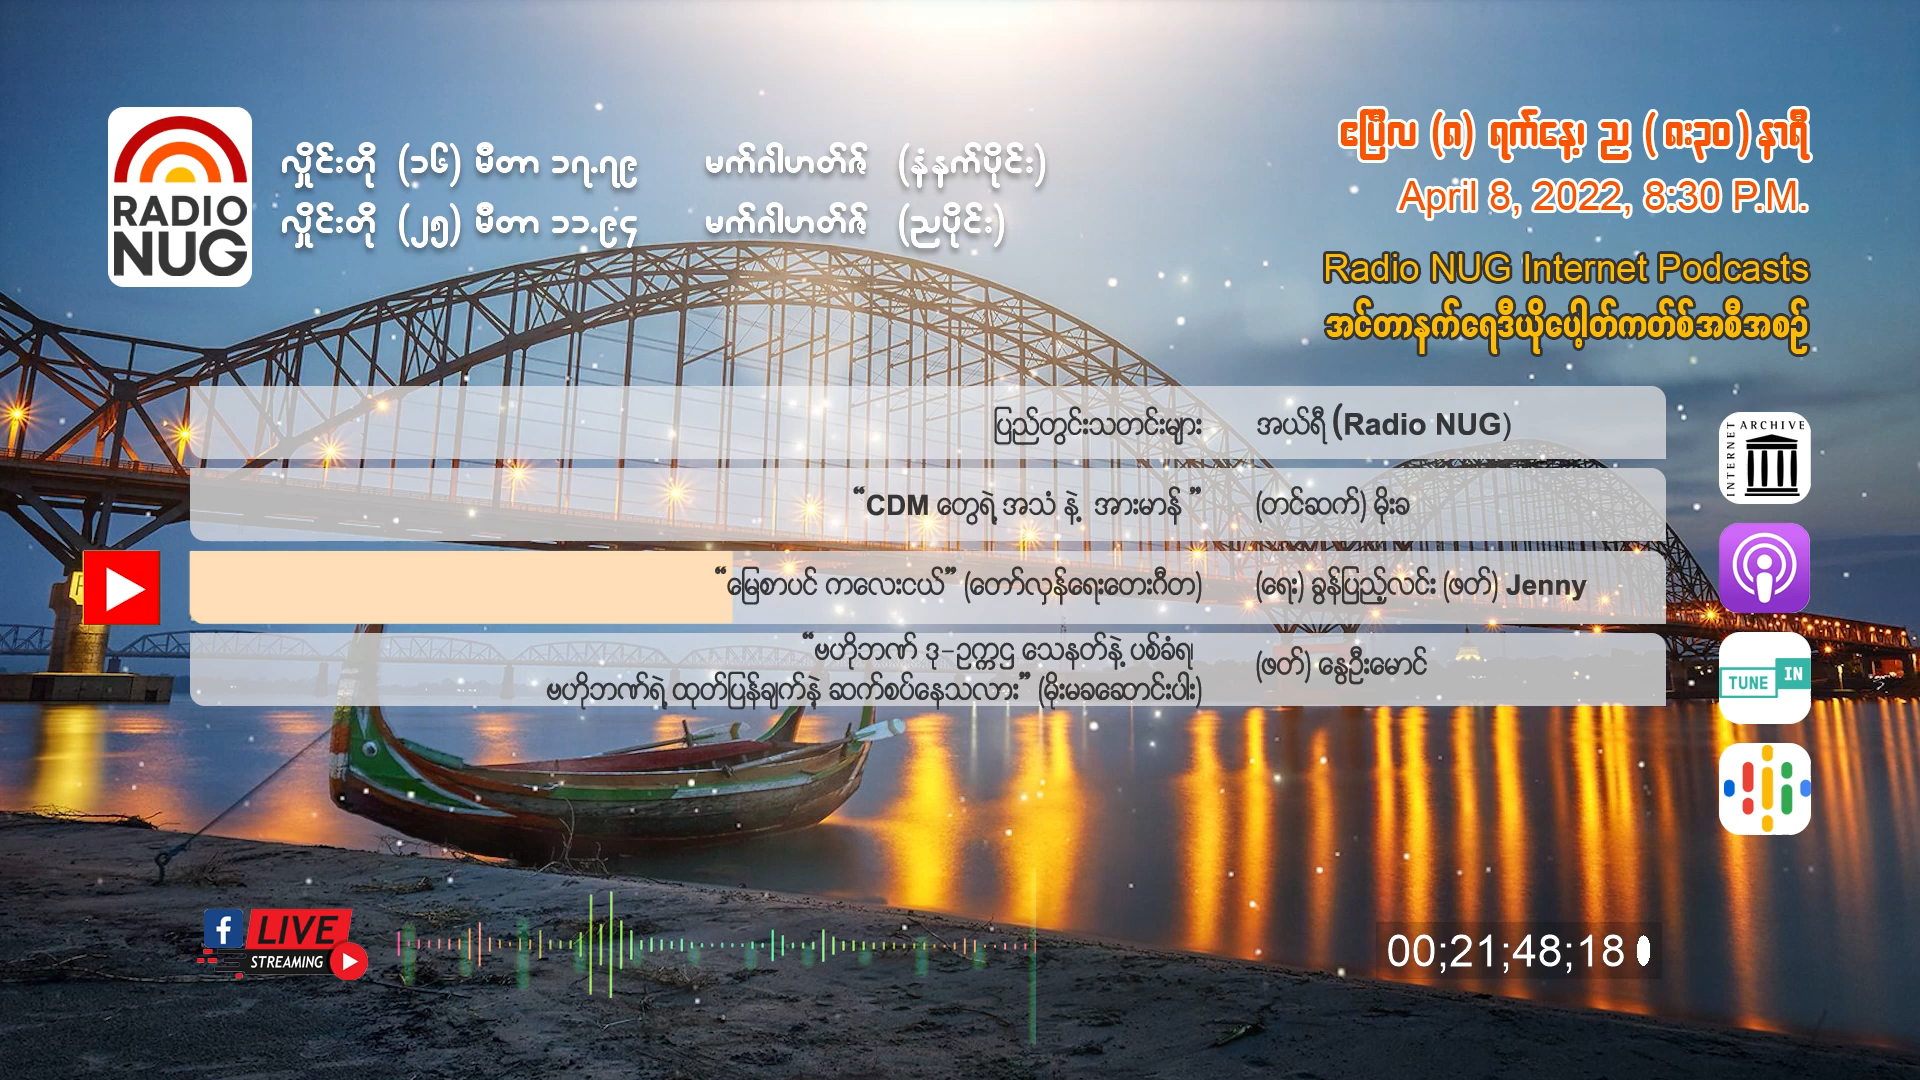 RADIO
NUG
လှိုင်းတို (၁၆) မီတာ ၁၇.၇၉ မက်ဂါဟတ်ဇ် (နံနက်ပိုင်း)
လှိုင်းတို (၂၅) မီတာ ၁၁.၉၄ မက်ဂါဟတ်ဇ် (ညပိုင်း)
ဧပြီလ (၈) ရက်နေ့၊ ည (၈:၃၀) နာရီ
April 8, 2022, 8:30 P.M.
Radio NUG Internet Podcasts
အင်တာနက်ရေဒီယိုပေါ့တ်ကတ်စ်အစီအစဉ်
ပြည်တွင်းသတင်းများ အယ်ရီ (Radio NUG)
“CDM တွေရဲ့ အသံ နဲ့ အားမာန် ” (တင်ဆက်) မိုးခ
“မြေစာပင် ကလေးငယ်” (တော်လှန်ရေးတေးဂီတ) (ရေး) ခွန်ပြည့်လင်း (ဖတ်) Jenny
“ဗဟိုဘဏ် ဒု-ဥက္ကဋ္ဌ သေနတ်နဲ့ ပစ်ခံရ၊
ဗဟိုဘဏ်ရဲ့ ထုတ်ပြန်ချက်နဲ့ ဆက်စပ်နေသလား” (မိုးမခဆောင်းပါး) (ဖတ်) နွေဦးမောင်
INTERNET ARCHIVE
TUNE IN
LIVE
STREAMING
00;21;48;18